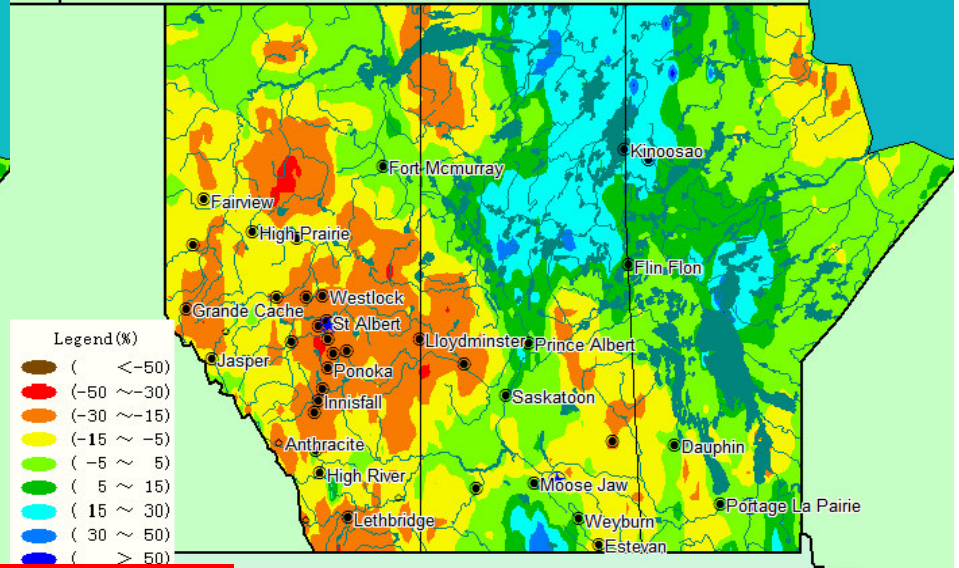 Kinoosao
Fort Mcmurray
Fairview
High Prairie
Flin Flon
Grande Cache
Westlock
St Albert
Lloydminster
Prince Albert
Jasper
Ponoka
Saskatoon
Innisfall
Anthracite
Dauphin
High River
Moose Jaw
Portage La Pairie
Lethbridge
Weyburn
Estevan
Legend(%)
( <-50)
(-50 ~ -30)
(-30 ~ -15)
(-15 ~ -5)
( -5 ~ 5)
( 5 ~ 15)
( 15 ~ 30)
( 30 ~ 50)
( > 50)